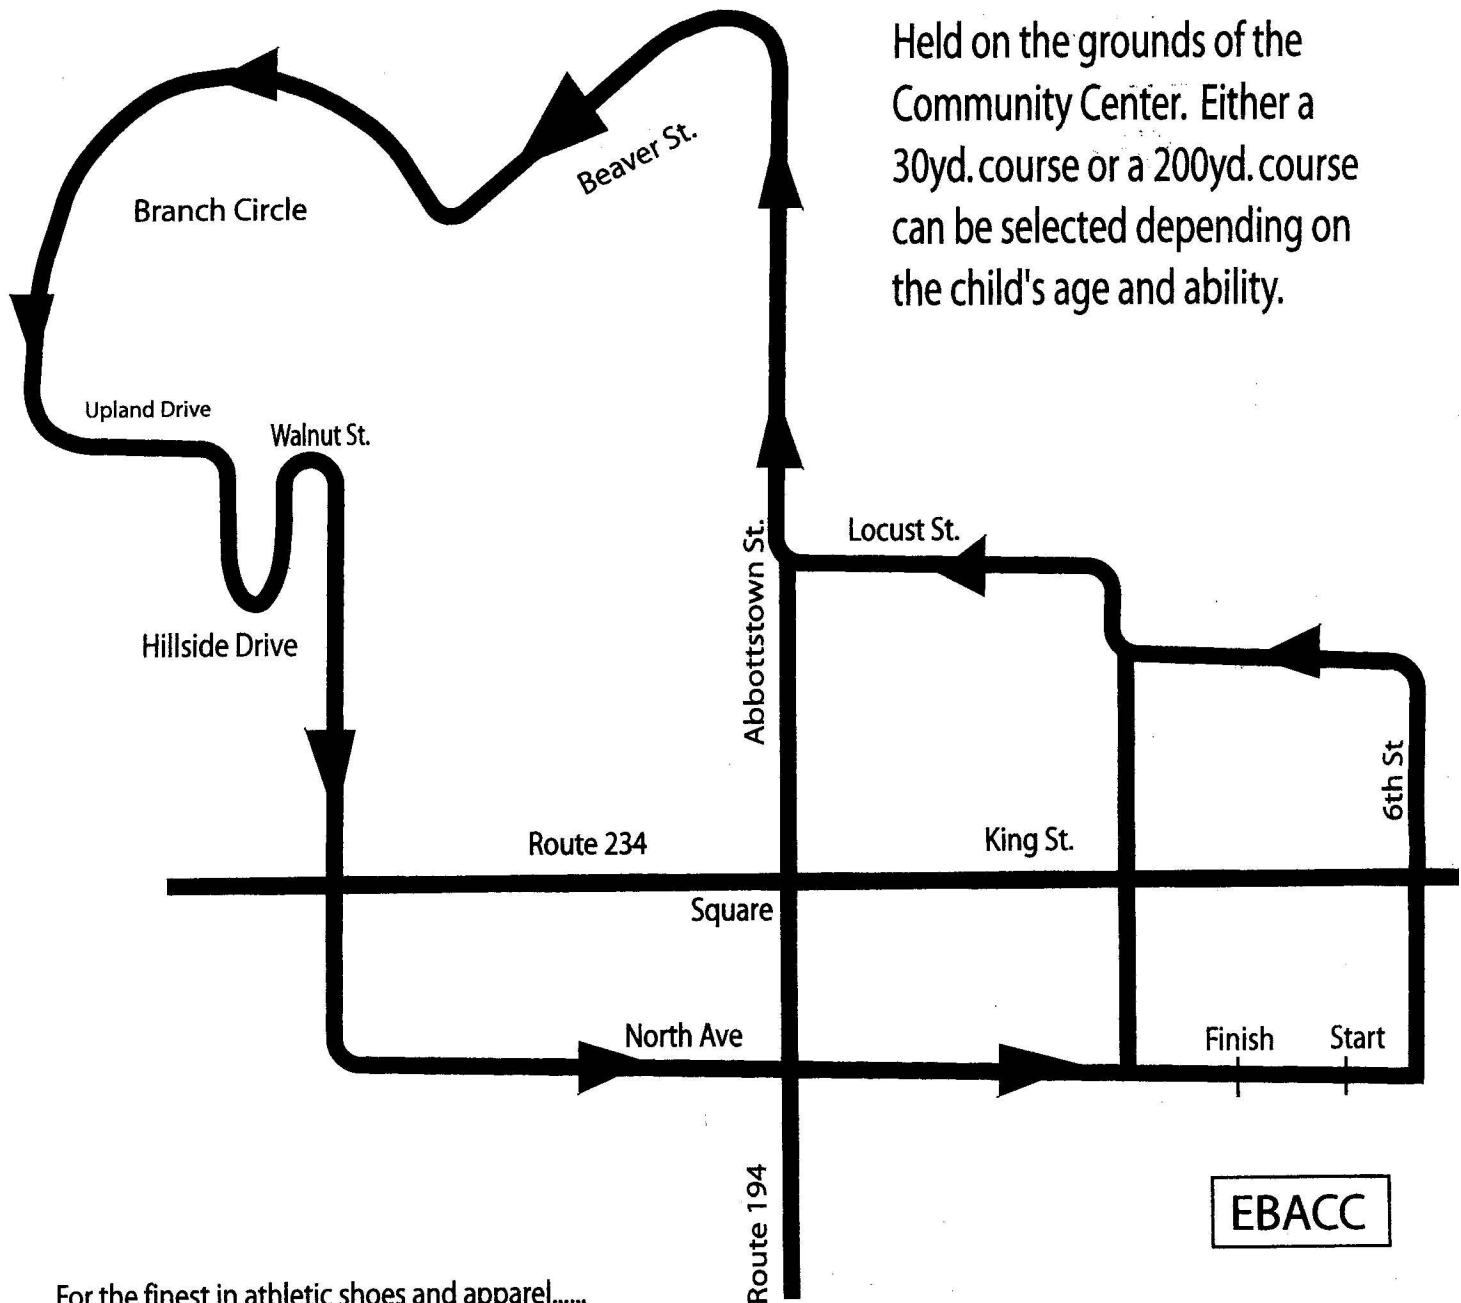 Held on the grounds of the
Community Center. Either a
30yd. course or a 200yd. course
can be selected depending on
the child's age and ability.
Beaver St.
Branch Circle
Upland Drive
Walnut St.
Locust St.
Abbottstown St.
Hillside Drive
6th St
Route 234
King St.
Square
North Ave
Finish
Start
Route 194
EBACC
For the finest in athletic shoes and apparel......